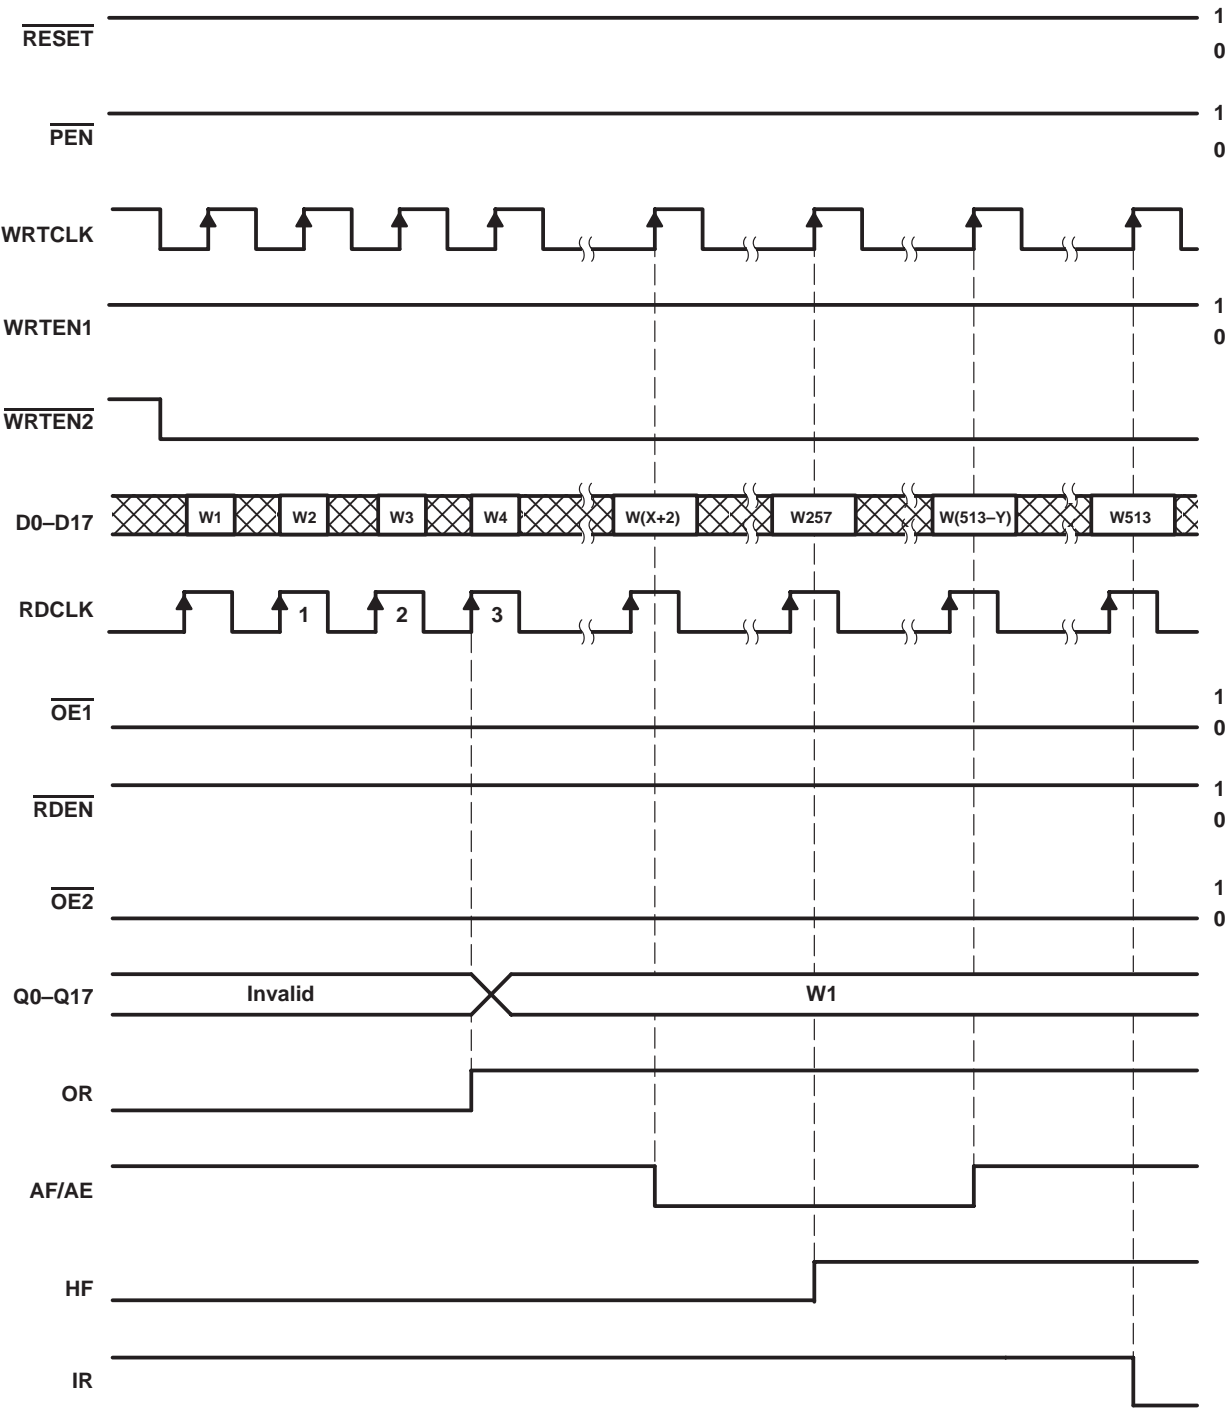 RESET 1
0
PEN 1
0
WRTCLK
WRTEN1 1
0
WRTEN2
D0–D17 W1 W2 W3 W4 W(X+2) W257 W(513–Y) W513
RDCLK 1 2 3
OE1 1
0
RDEN 1
0
OE2 1
0
Q0–Q17 Invalid W1
OR
AF/AE
HF
IR